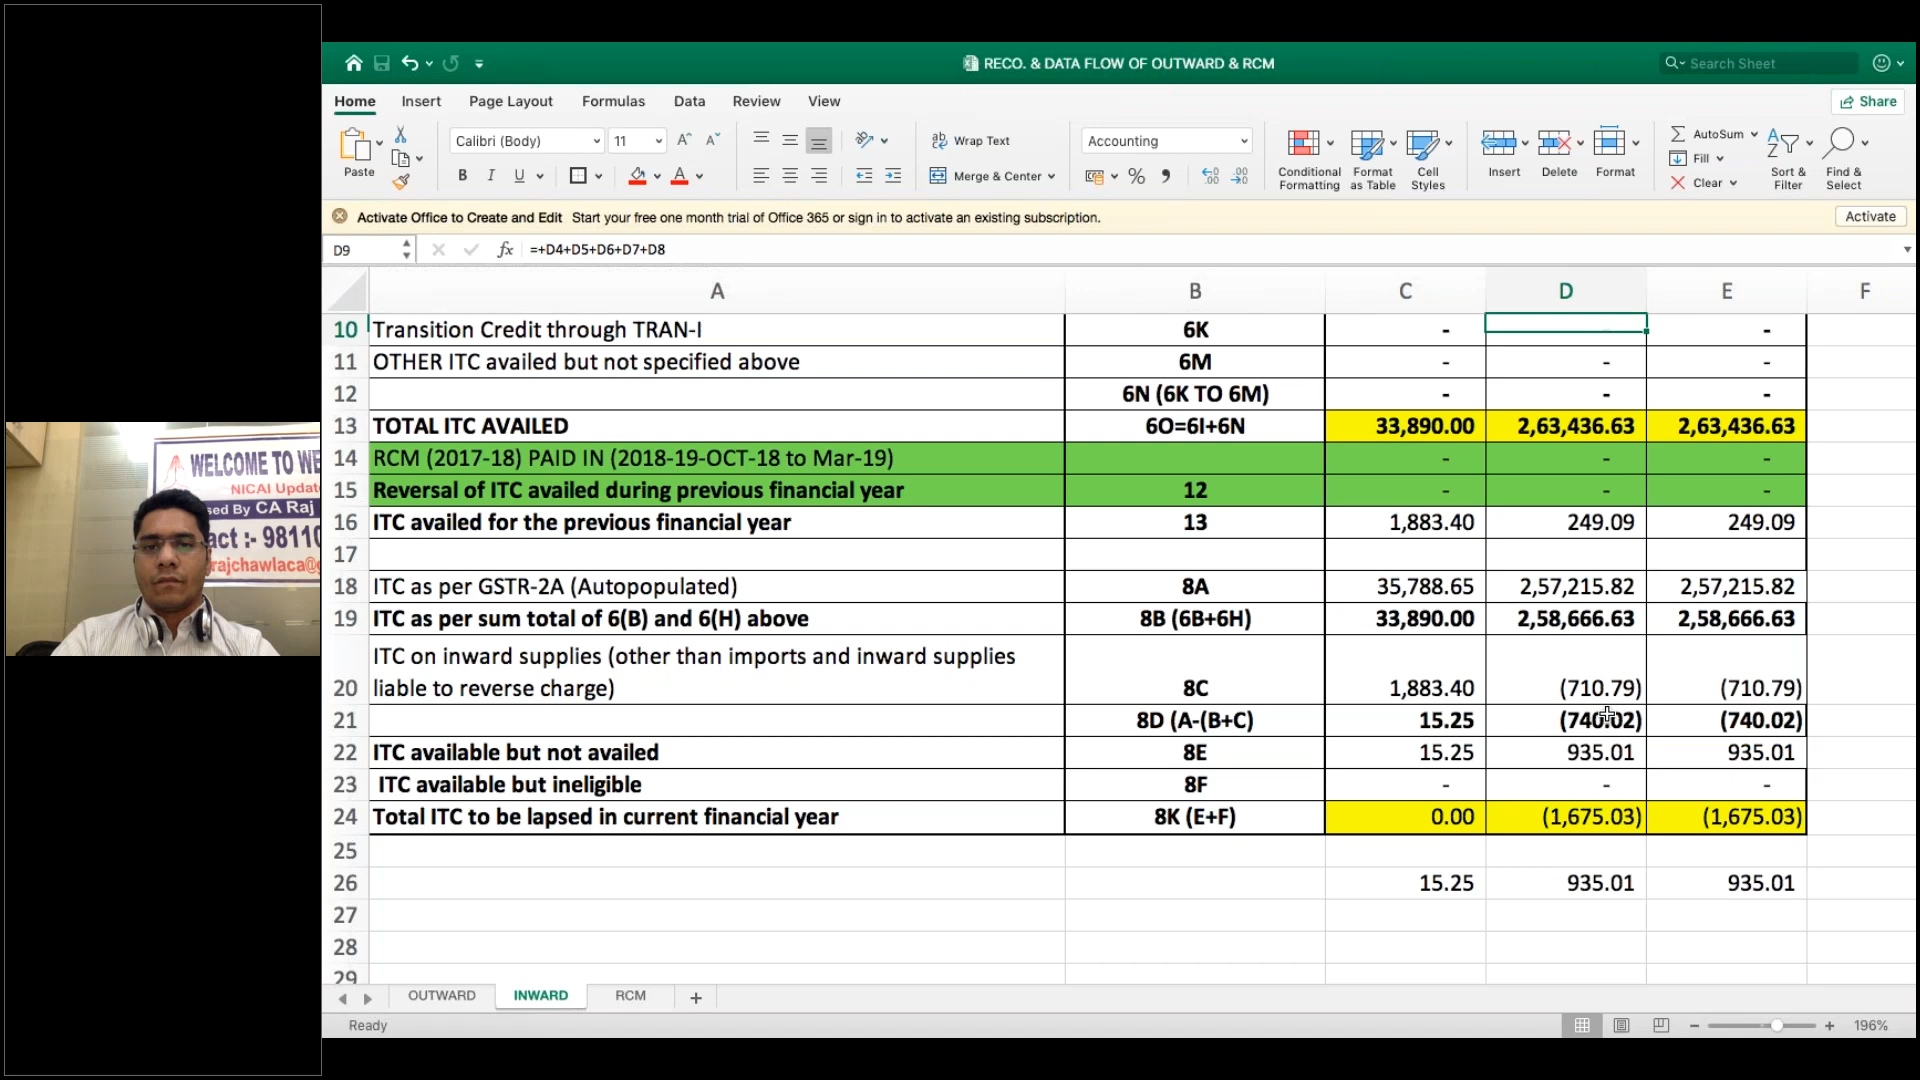 RECO. & DATA FLOW OF OUTWARD & RCM
Search Sheet
Home Insert Page Layout Formulas Data Review View
Share
Paste
Calibri (Body) 11
B I U
Wrap Text
Merge & Center
Accounting
Conditional Formatting
Format as Table
Cell Styles
Insert Delete Format
AutoSum
Fill
Clear
Sort & Filter
Find & Select
Activate Office to Create and Edit Start your free one month trial of Office 365 or sign in to activate an existing subscription.
Activate
D9 fx =+D4+D5+D6+D7+D8
A B C D E F
10 Transition Credit through TRAN-I 6K - - -
11 OTHER ITC availed but not specified above 6M - - -
12 6N (6K TO 6M) - - -
13 TOTAL ITC AVAILED 6O=6I+6N 33,890.00 2,63,436.63 2,63,436.63
14 RCM (2017-18) PAID IN (2018-19-OCT-18 to Mar-19) - - -
15 Reversal of ITC availed during previous financial year 12 - - -
16 ITC availed for the previous financial year 13 1,883.40 249.09 249.09
17
18 ITC as per GSTR-2A (Autopopulated) 8A 35,788.65 2,57,215.82 2,57,215.82
19 ITC as per sum total of 6(B) and 6(H) above 8B (6B+6H) 33,890.00 2,58,666.63 2,58,666.63
ITC on inward supplies (other than imports and inward supplies
20 liable to reverse charge) 8C 1,883.40 (710.79) (710.79)
21 8D (A-(B+C) 15.25 (740.02) (740.02)
22 ITC available but not availed 8E 15.25 935.01 935.01
23 ITC available but ineligible 8F - - -
24 Total ITC to be lapsed in current financial year 8K (E+F) 0.00 (1,675.03) (1,675.03)
25
26 15.25 935.01 935.01
27
28
29
OUTWARD INWARD RCM
Ready
196%
WELCOME TO WE
NICAI Updat
sed By CA Raj
act :- 98110
rajchawlaca@